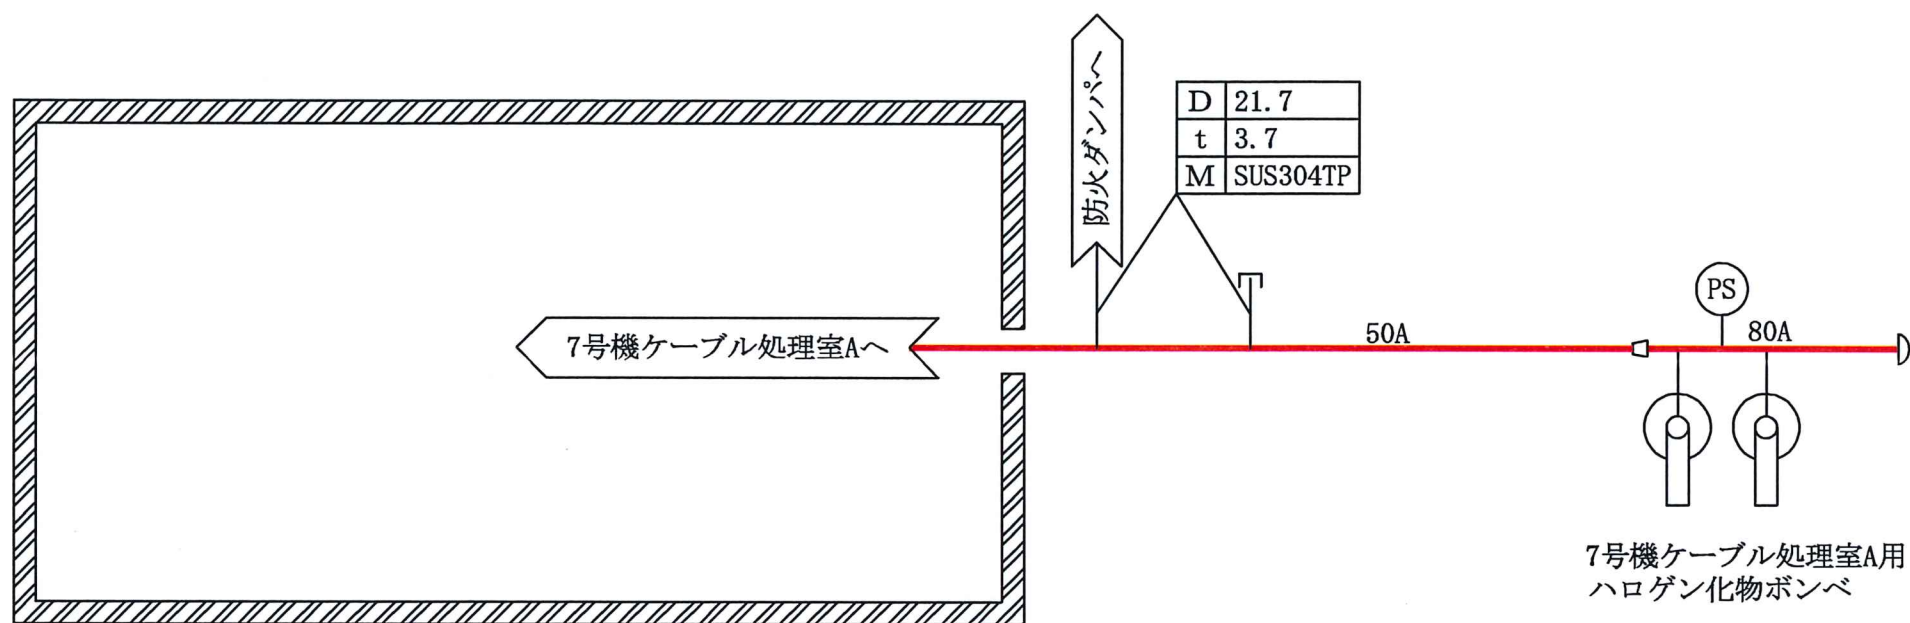 防火ダンパへ
D 21.7
t 3.7
M SUS304TP
PS
7号機ケーブル処理室Aへ
50A
80A
7号機ケーブル処理室A用
ハロゲン化物ボンベ